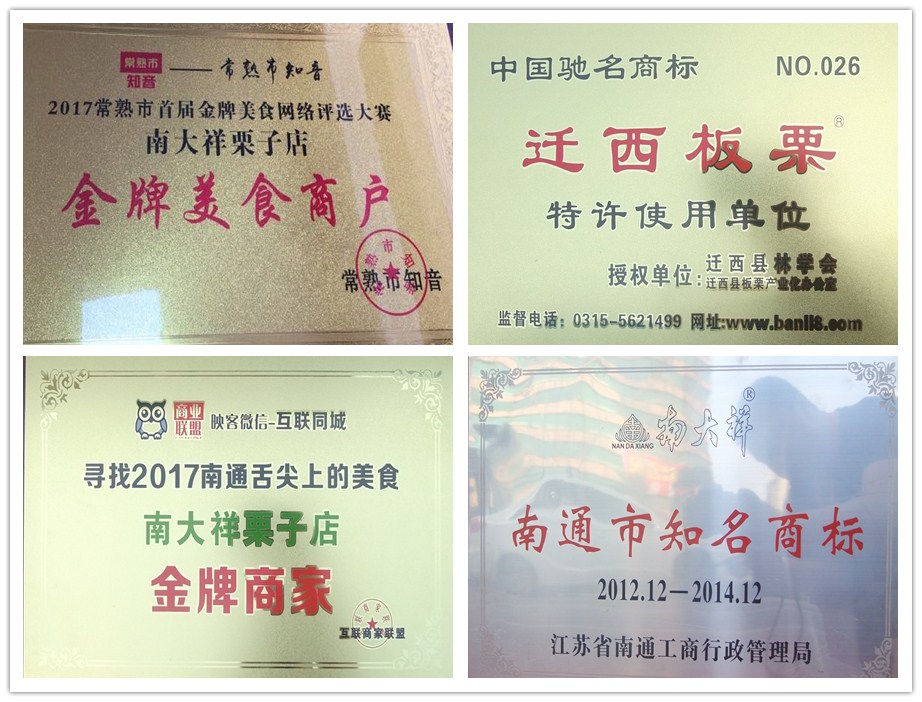 常熟市
知音
常熟市知音
2017常熟市首届金牌美食网络评选大赛
南大祥栗子店
金牌美食商户
常熟市知音
中国驰名商标 NO.026
迁西板栗®
特许使用单位
授权单位:
迁西县林学会
迁西县板栗产业化办公室
监督电话:0315-5621499 网址:www.banli8.com
商业
联盟
映客微信-互联同城
寻找2017南通舌尖上的美食
南大祥栗子店
金牌商家
互联商家联盟
南大祥®
NAN DA XIANG
南通市知名商标
2012.12—2014.12
江苏省南通工商行政管理局